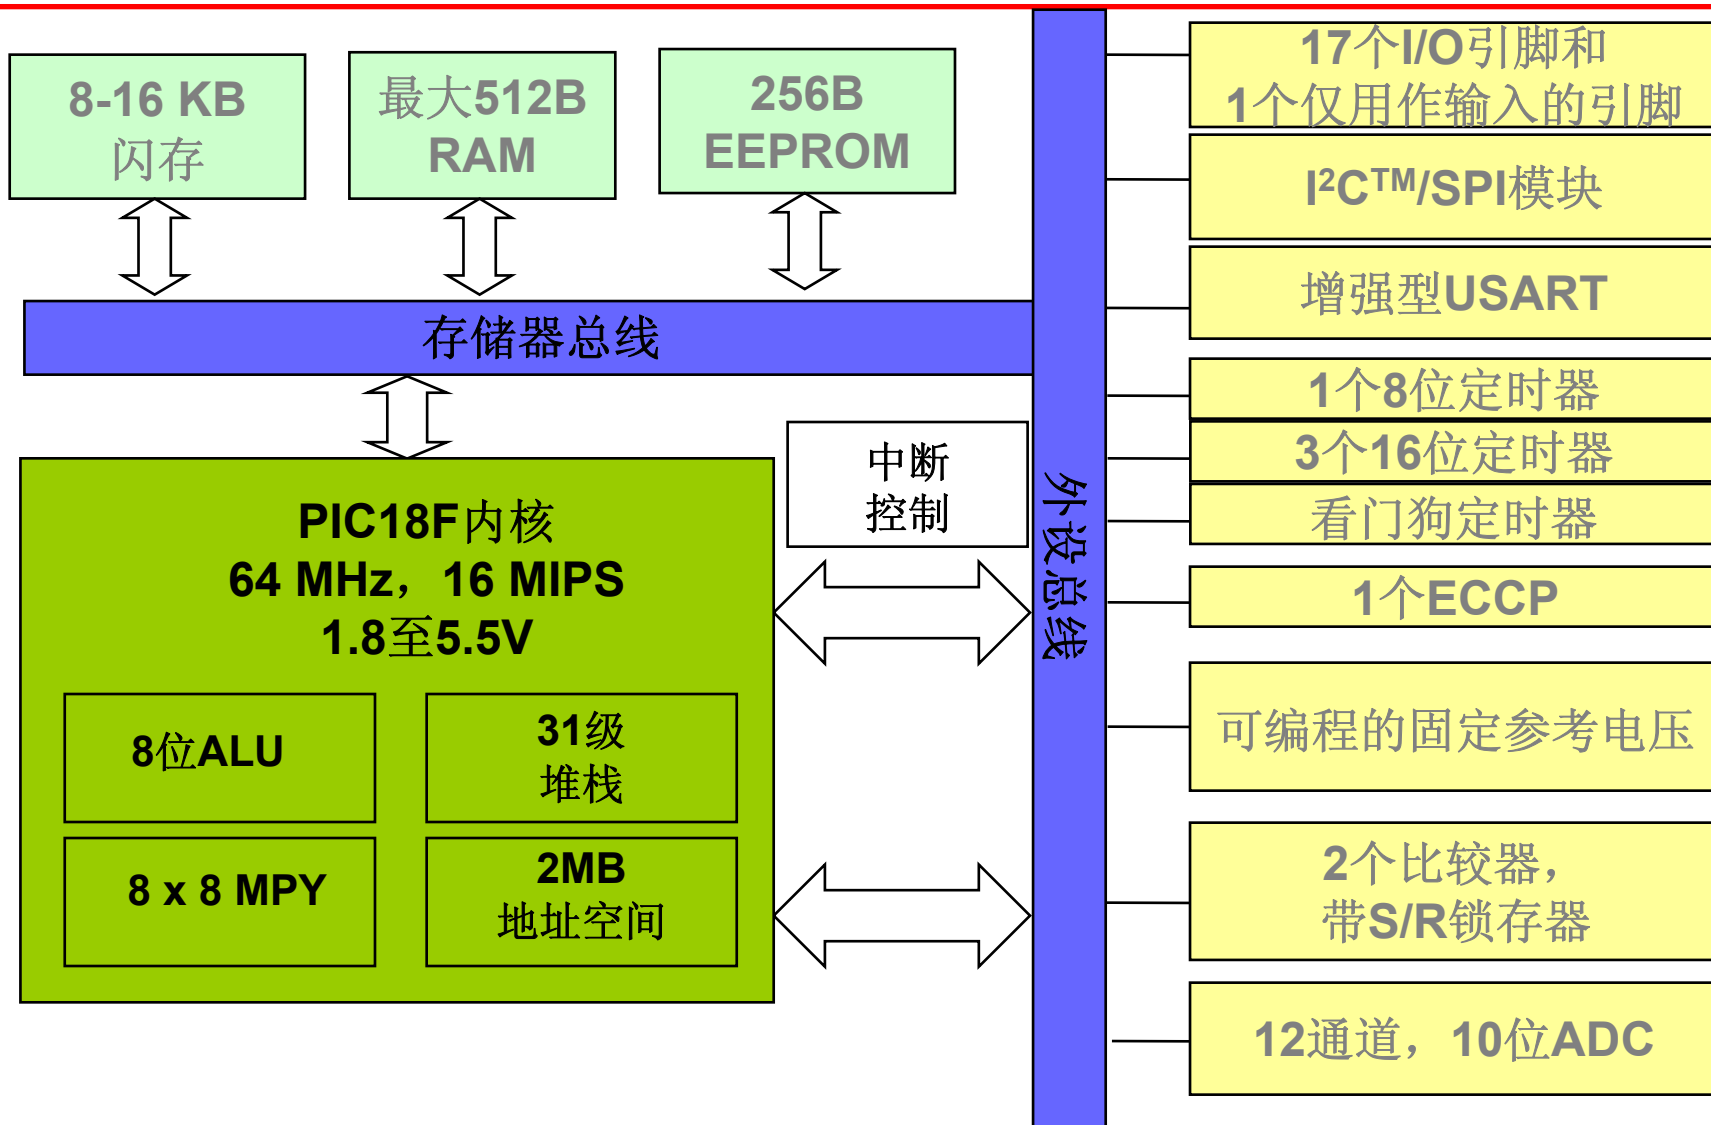 8-16 KB
闪存
最大512B
RAM
256B
EEPROM
存储器总线
PIC18F内核
64 MHz，16 MIPS
1.8至5.5V
8位ALU
31级
堆栈
8 x 8 MPY
2MB
地址空间
中断
控制
外设总线
17个I/O引脚和
1个仅用作输入的引脚
I²C™/SPI模块
增强型USART
1个8位定时器
3个16位定时器
看门狗定时器
1个ECCP
可编程的固定参考电压
2个比较器，
带S/R锁存器
12通道，10位ADC